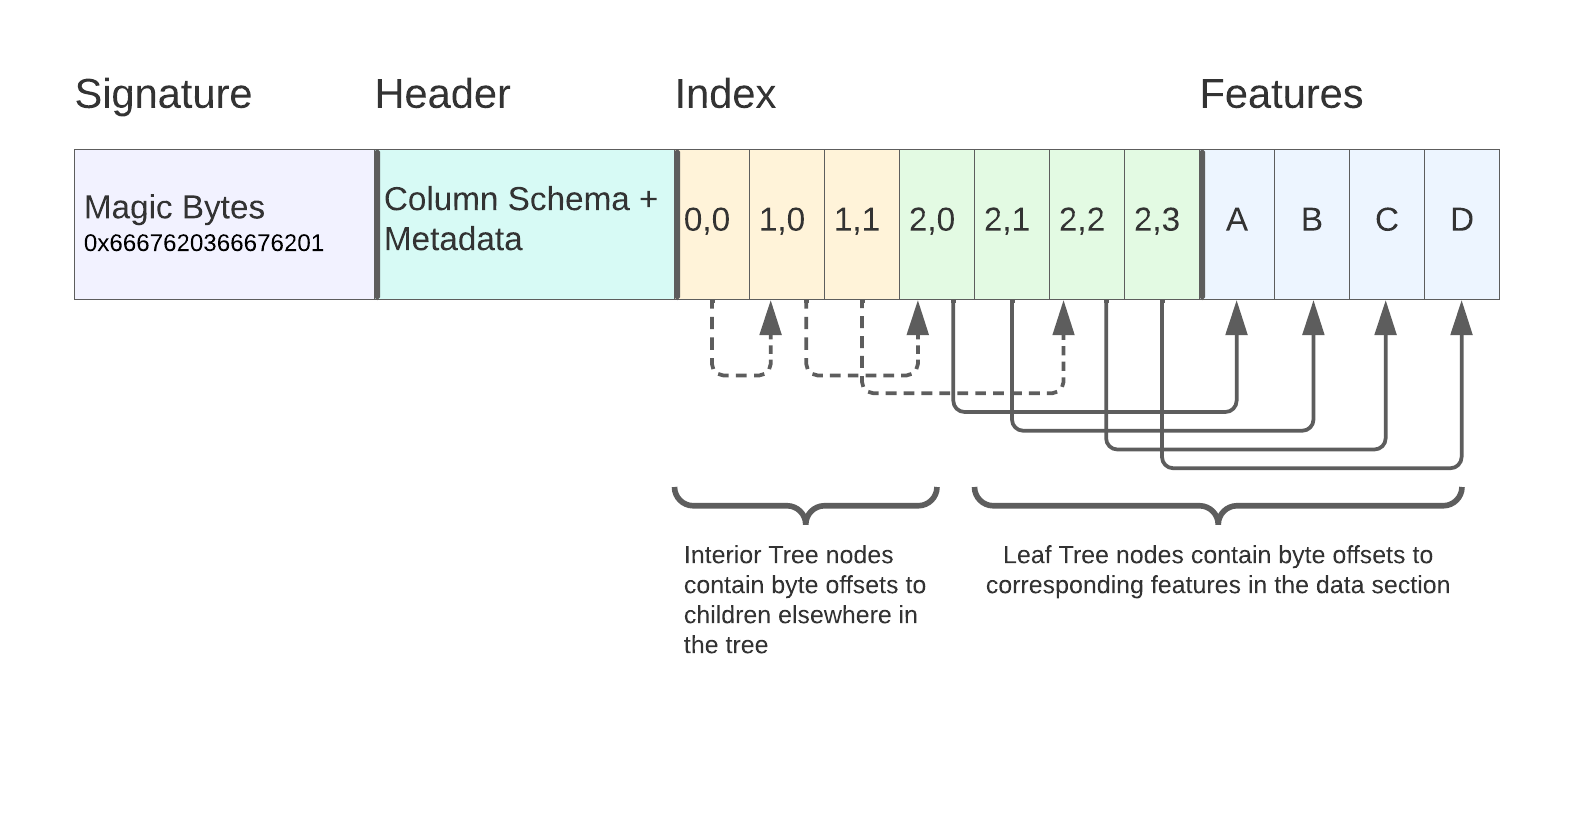 Signature
Header
Index
Features
Magic Bytes
0x6667620366676201
Column Schema +
Metadata
0,0
1,0
1,1
2,0
2,1
2,2
2,3
A
B
C
D
Interior Tree nodes
contain byte offsets to
children elsewhere in
the tree
Leaf Tree nodes contain byte offsets to
corresponding features in the data section